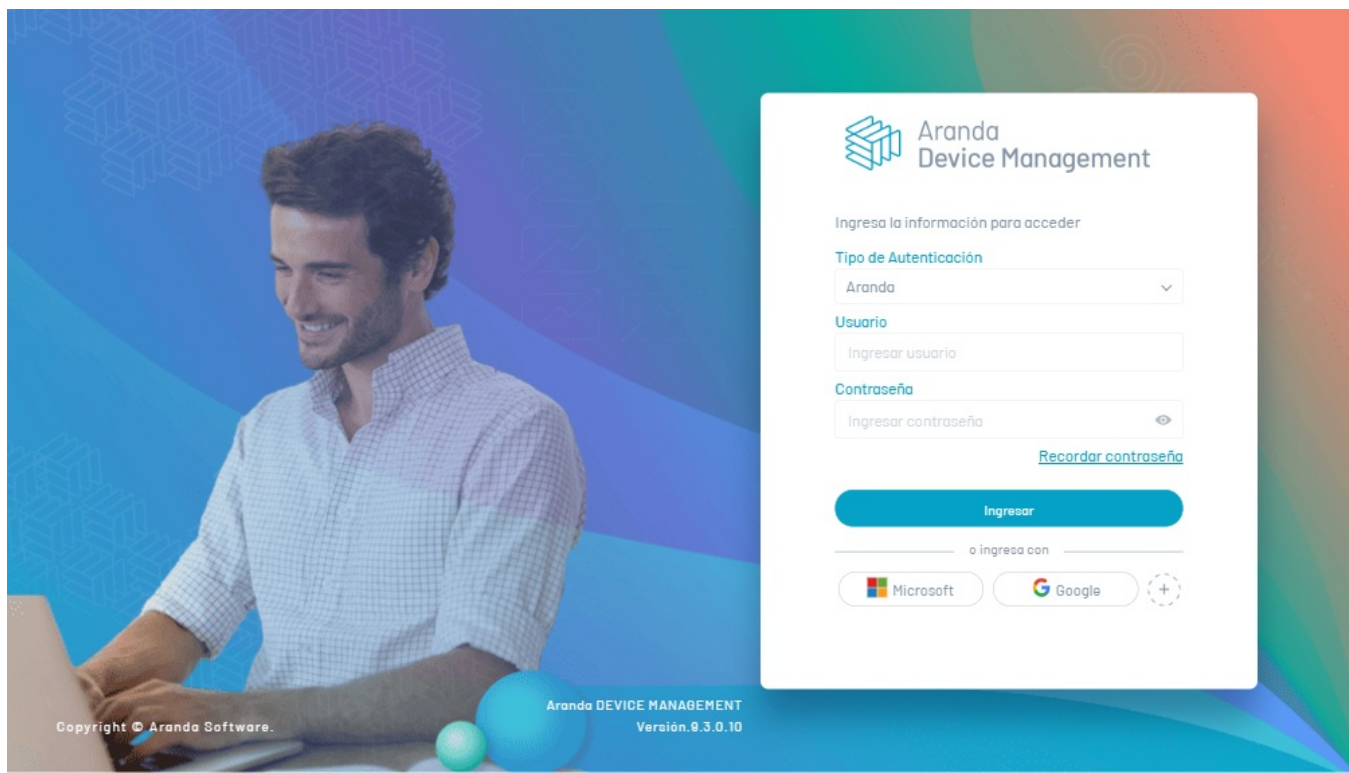 Aranda
Device Management
Ingresa la información para acceder
Tipo de Autenticación
Aranda
Usuario
Ingresar usuario
Contraseña
Ingresar contraseña
Recordar contraseña
Ingresar
o ingresa con
Microsoft
Google
+
Aranda DEVICE MANAGEMENT
Versión.9.3.0.10
Copyright © Aranda Software.